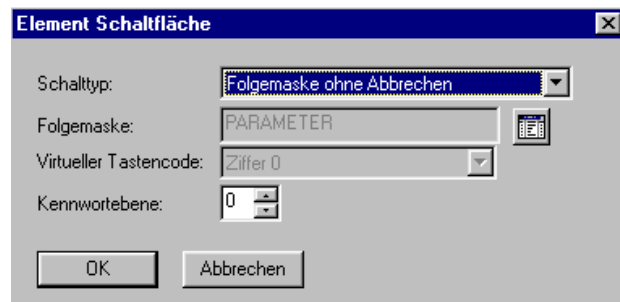 Element Schaltfläche
Schalttyp: Folgemaske ohne Abbrechen
Folgemaske: PARAMETER
Virtueller Tastencode: Ziffer 0
Kennwortebene: 0
OK Abbrechen